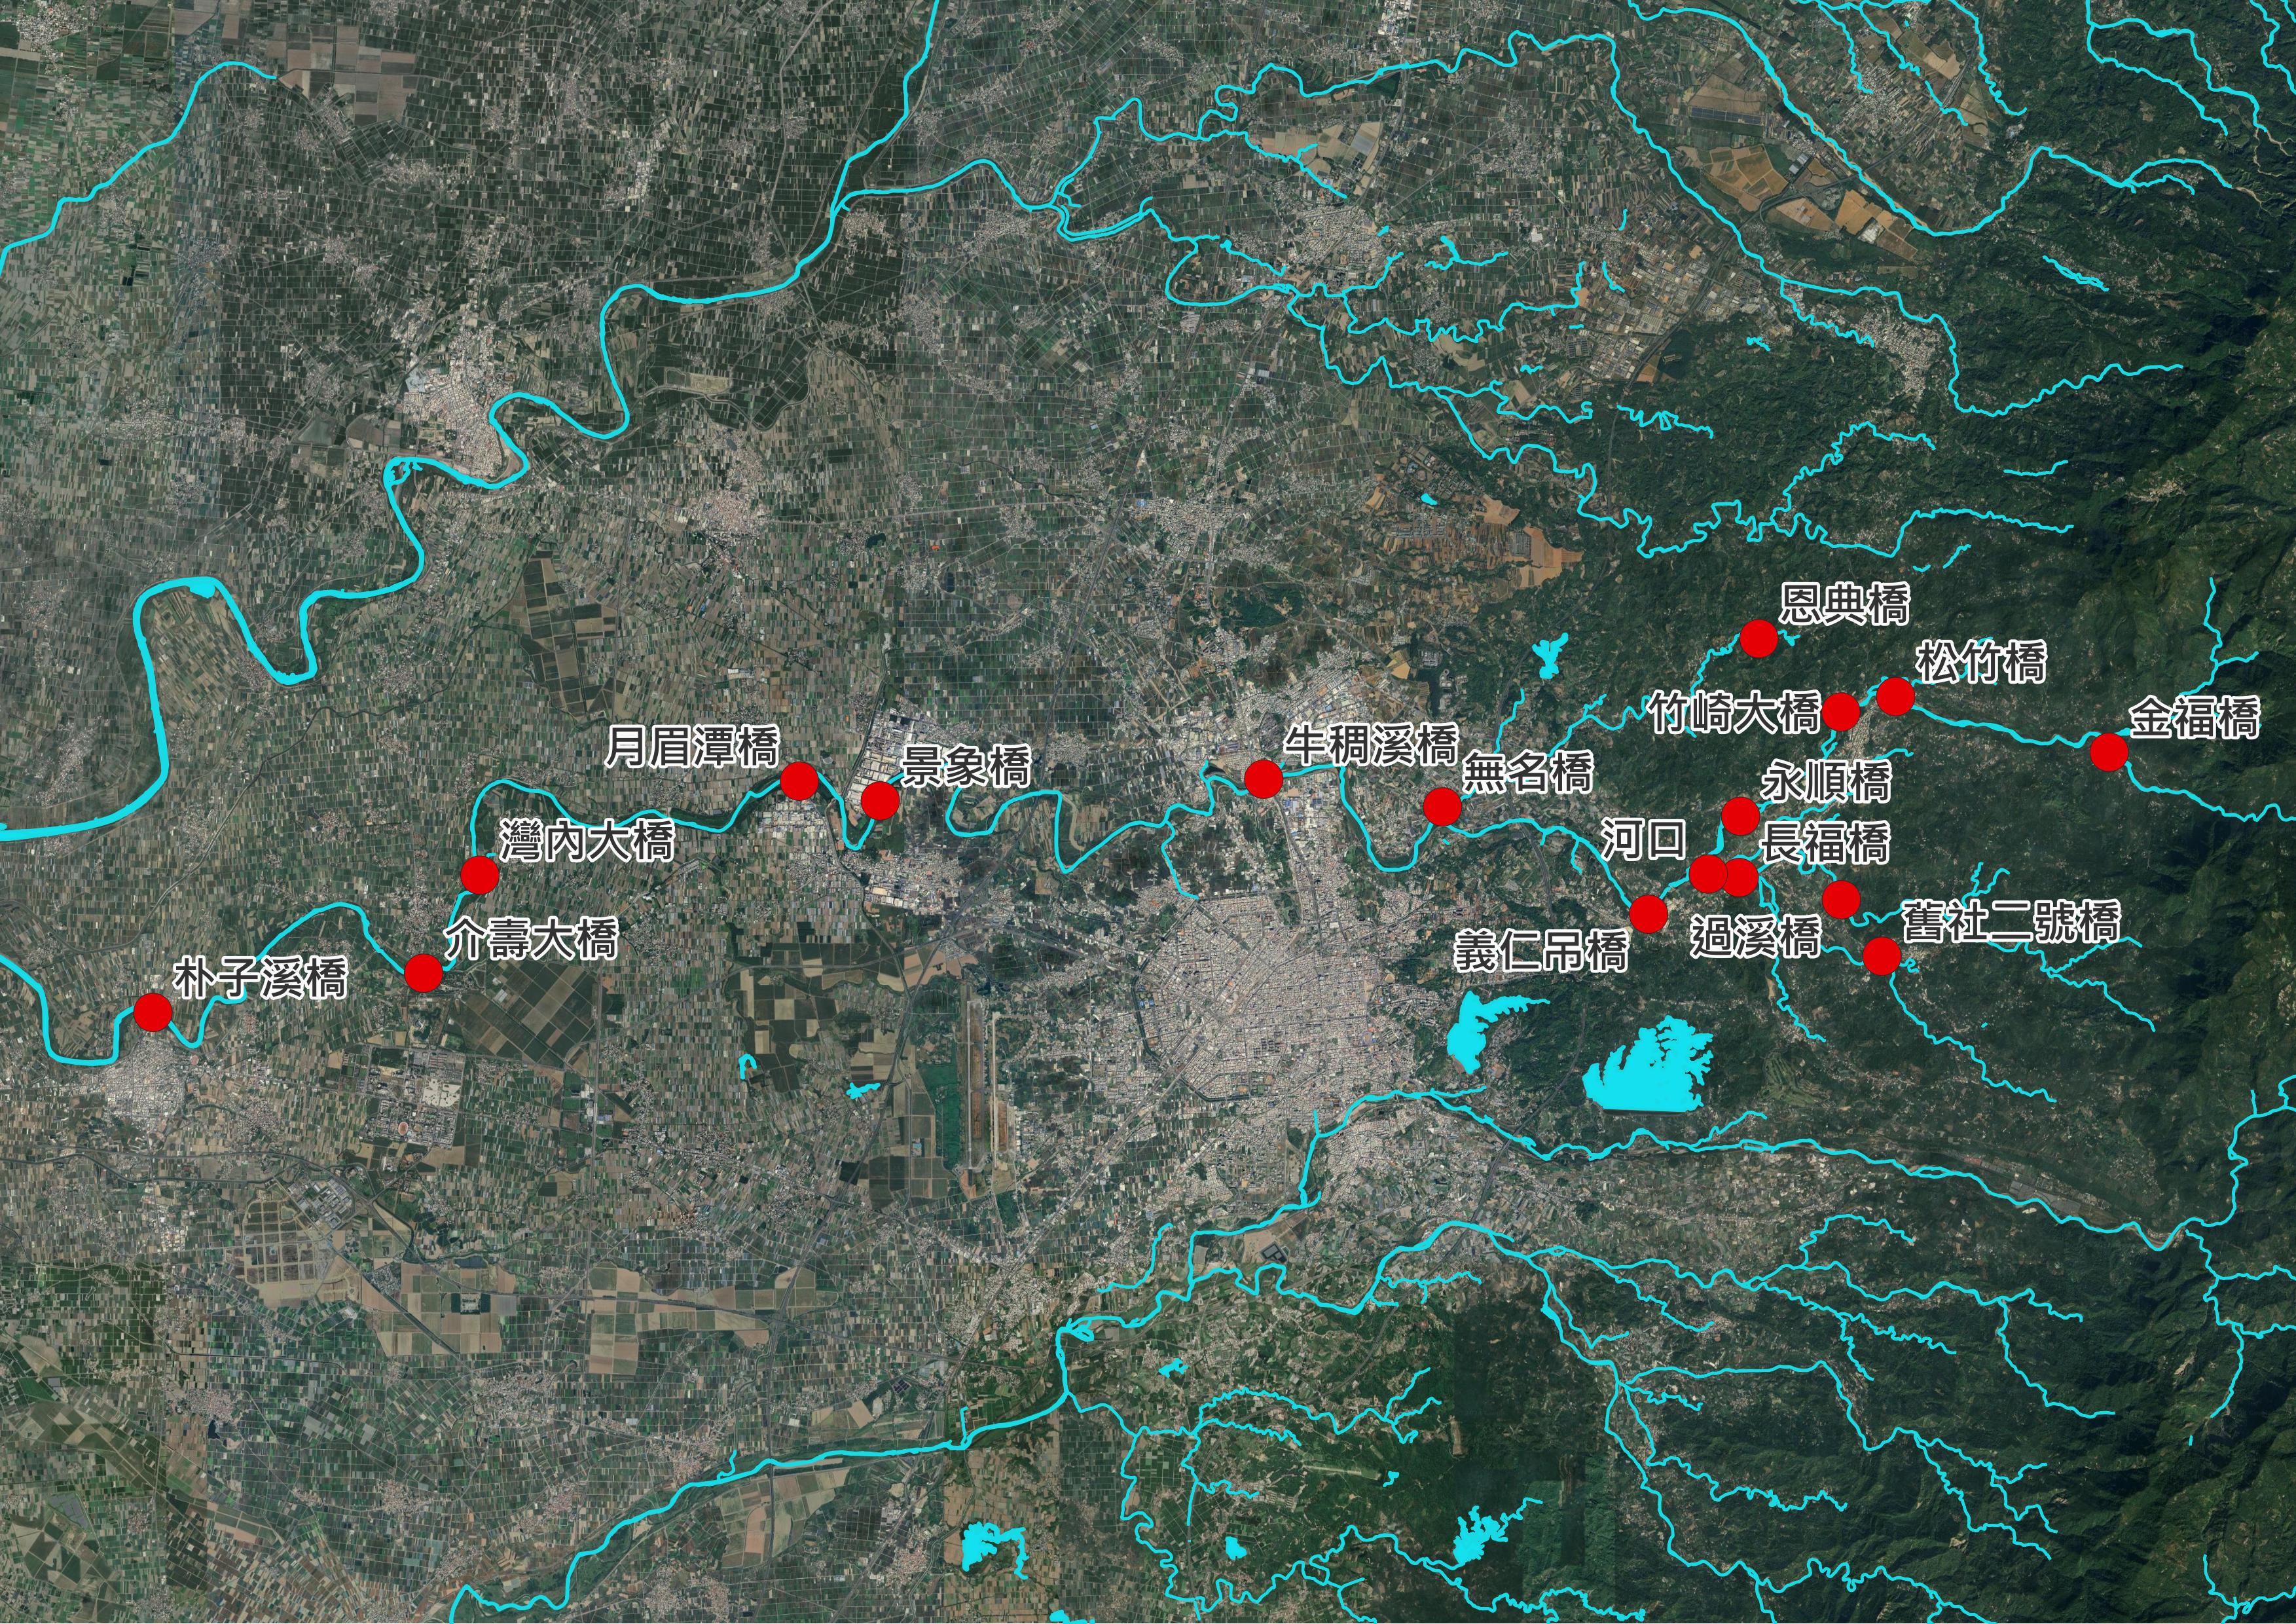 恩典橋
松竹橋
竹崎大橋
金福橋
月眉潭橋
景象橋
牛稠溪橋
無名橋
永順橋
灣內大橋
河口
長福橋
介壽大橋
義仁吊橋
過溪橋
舊社二號橋
朴子溪橋